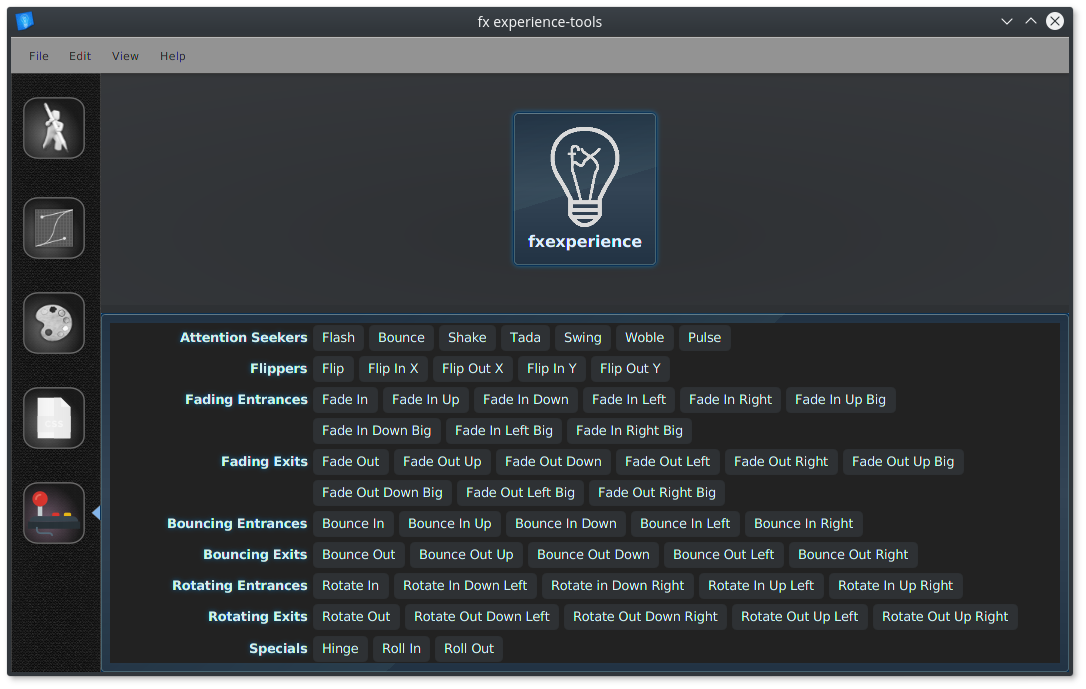 fx experience-tools
File Edit View Help
fx
fxexperience
Attention Seekers Flash Bounce Shake Tada Swing Woble Pulse
Flippers Flip Flip In X Flip Out X Flip In Y Flip Out Y
Fading Entrances Fade In Fade In Up Fade In Down Fade In Left Fade In Right Fade In Up Big
Fade In Down Big Fade In Left Big Fade In Right Big
Fading Exits Fade Out Fade Out Up Fade Out Down Fade Out Left Fade Out Right Fade Out Up Big
Fade Out Down Big Fade Out Left Big Fade Out Right Big
CSS
Bouncing Entrances Bounce In Bounce In Up Bounce In Down Bounce In Left Bounce In Right
Bouncing Exits Bounce Out Bounce Out Up Bounce Out Down Bounce Out Left Bounce Out Right
Rotating Entrances Rotate In Rotate In Down Left Rotate in Down Right Rotate In Up Left Rotate In Up Right
Rotating Exits Rotate Out Rotate Out Down Left Rotate Out Down Right Rotate Out Up Left Rotate Out Up Right
Specials Hinge Roll In Roll Out